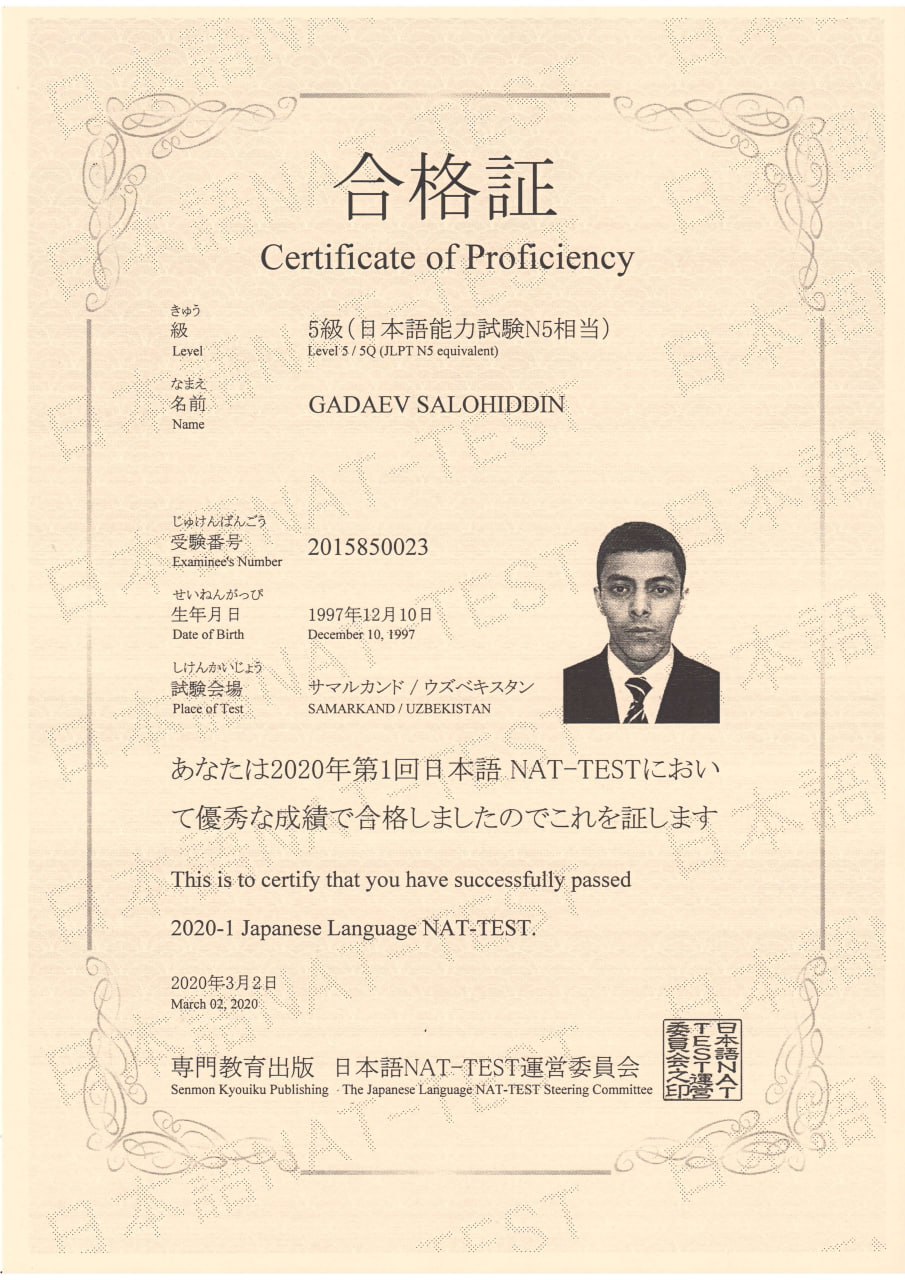 合格証
Certificate of Proficiency
きゅう
級 5級(日本語能力試験N5相当)
Level Level 5 / 5Q (JLPT N5 equivalent)
なまえ
名前 GADAEV SALOHIDDIN
Name
じゅけんばんごう
受験番号 2015850023
Examinee's Number
せいねんがっぴ
生年月日 1997年12月10日
Date of Birth December 10, 1997
しけんかいじょう
試験会場 サマルカンド / ウズベキスタン
Place of Test SAMARKAND / UZBEKISTAN
あなたは2020年第1回日本語 NAT-TESTにおい
て優秀な成績で合格しましたのでこれを証します
This is to certify that you have successfully passed
2020-1 Japanese Language NAT-TEST.
2020年3月2日
March 02, 2020
専門教育出版 日本語NAT-TEST運営委員会
Senmon Kyouiku Publishing - The Japanese Language NAT-TEST Steering Committee
日本語NAT
TEST運営
委員会之印
日本語NAT-TEST